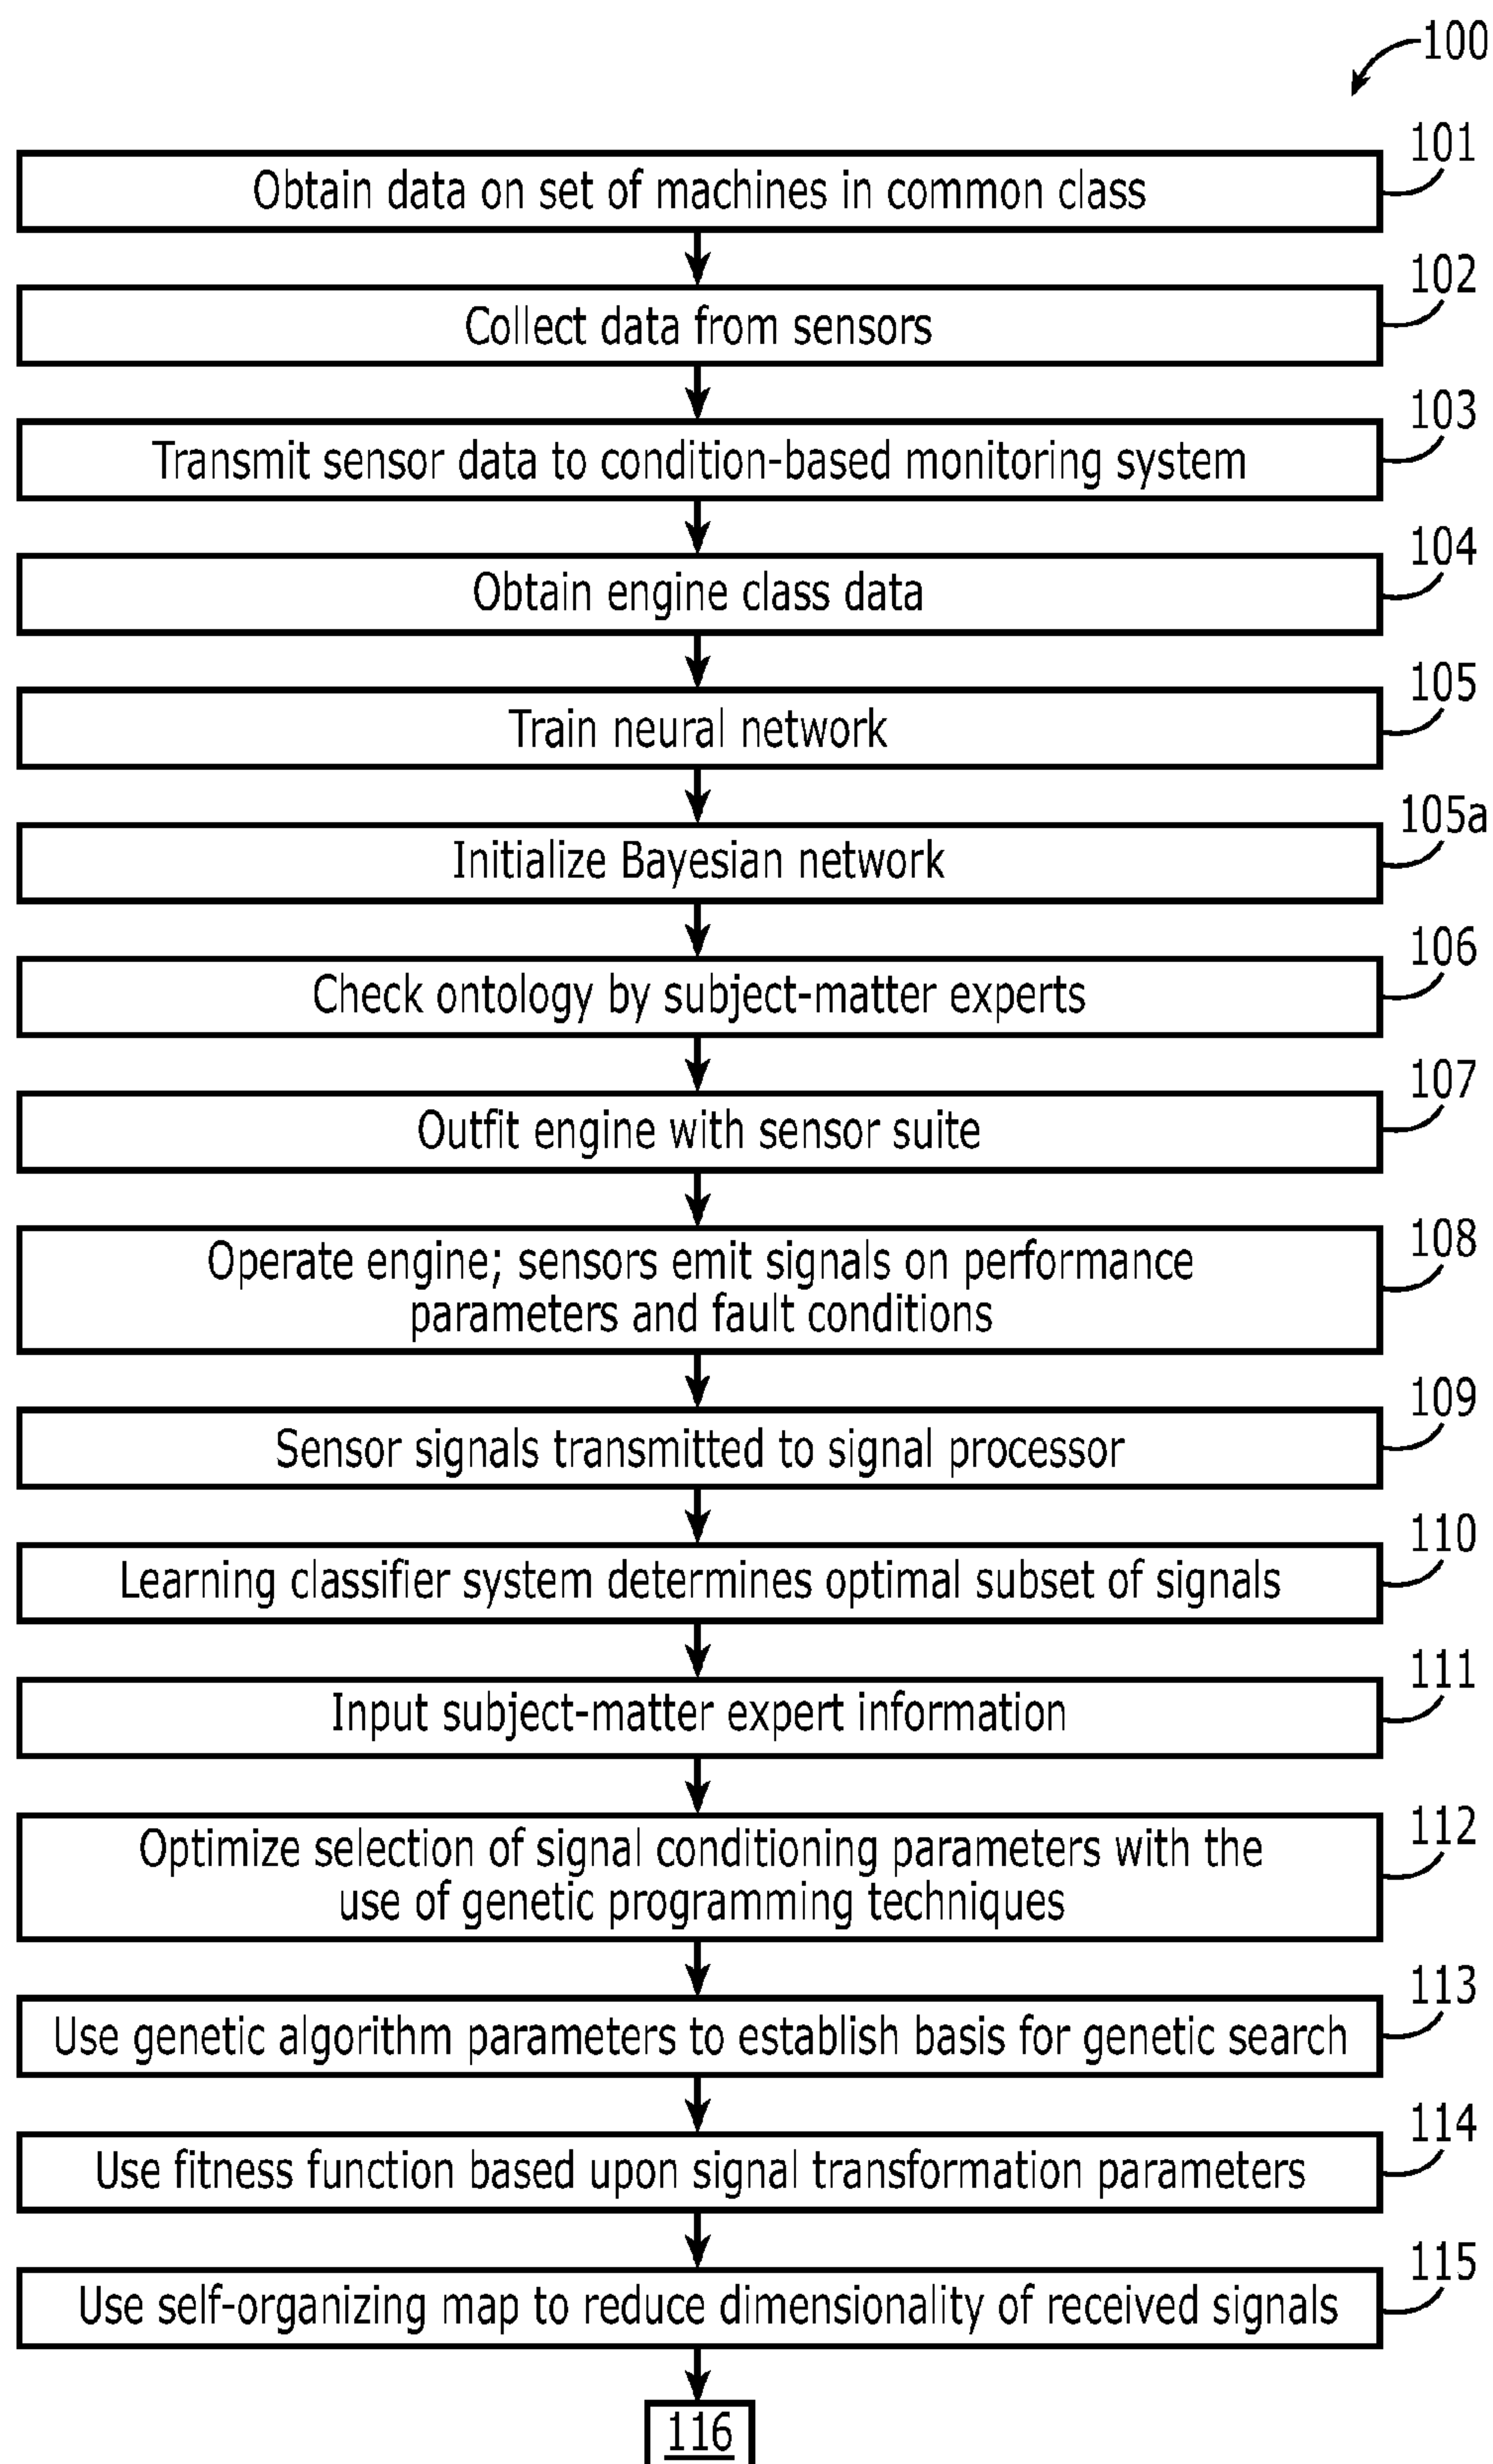 100
101
Obtain data on set of machines in common class
102
Collect data from sensors
103
Transmit sensor data to condition-based monitoring system
104
Obtain engine class data
105
Train neural network
105a
Initialize Bayesian network
106
Check ontology by subject-matter experts
107
Outfit engine with sensor suite
108
Operate engine; sensors emit signals on performance
parameters and fault conditions
109
Sensor signals transmitted to signal processor
110
Learning classifier system determines optimal subset of signals
111
Input subject-matter expert information
112
Optimize selection of signal conditioning parameters with the
use of genetic programming techniques
113
Use genetic algorithm parameters to establish basis for genetic search
114
Use fitness function based upon signal transformation parameters
115
Use self-organizing map to reduce dimensionality of received signals
116